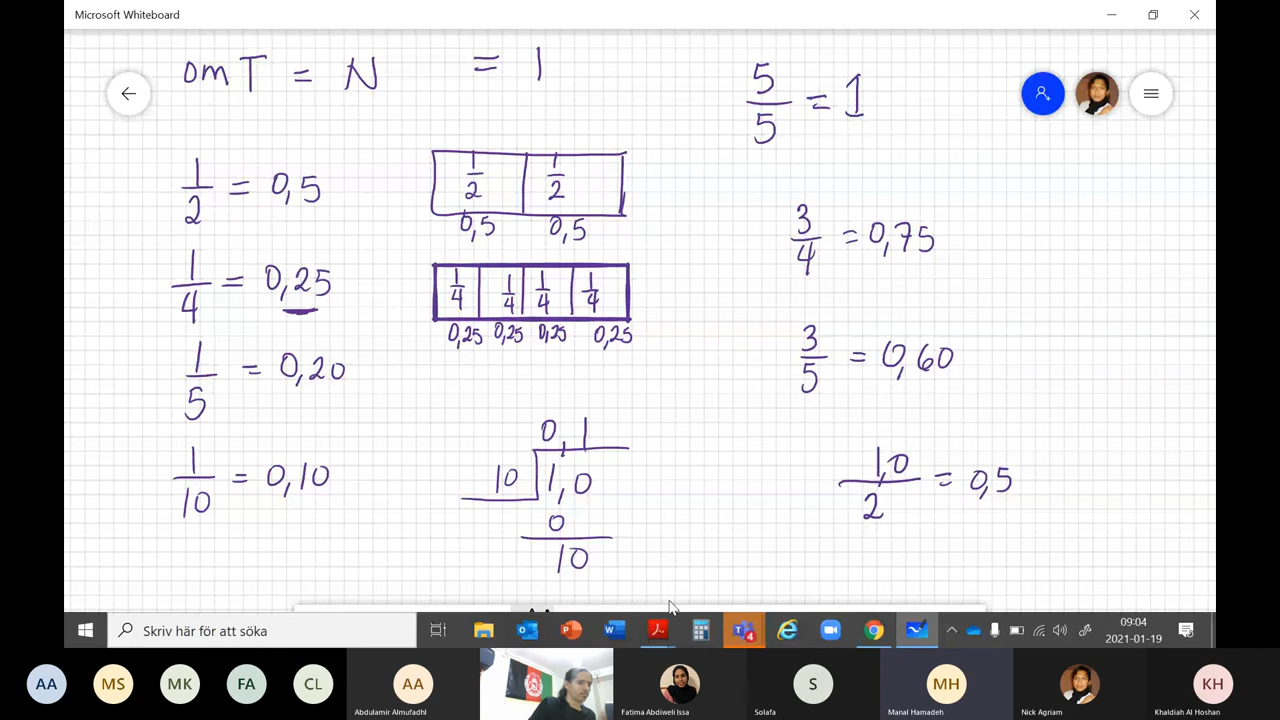 Microsoft Whiteboard
om T = N = 1
5/5 = 1
1/2 = 0,5
1/2 1/2
0,5 0,5
3/4 = 0,75
1/4 = 0,25
1/4 1/4 1/4 1/4
0,25 0,25 0,25 0,25
1/5 = 0,20
3/5 = 0,60
1/10 = 0,10
0,1
10 1,0
0
10
1,0/2 = 0,5
Skriv här för att söka
4
09:04
2021-01-19
AA MS MK FA CL AA S MH KH
Abdulamir Almufadhl
Fatima Abdiweli Issa
Solafa
Manal Hamadeh
Nick Agriam
Khaldiah Al Hoshan